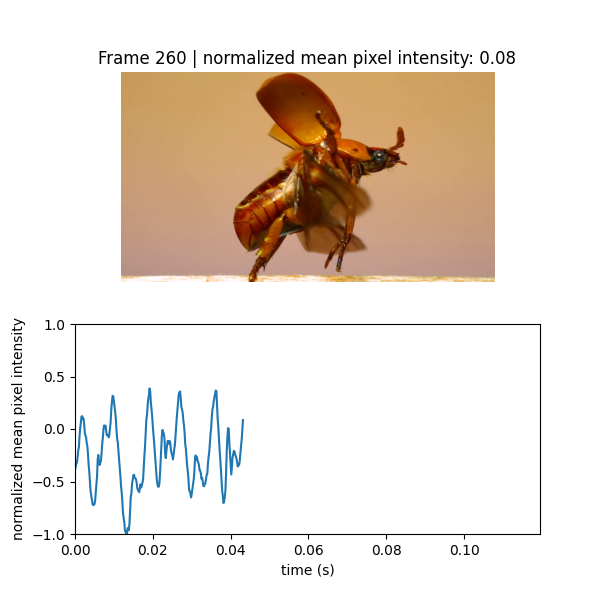 Frame 260 | normalized mean pixel intensity: 0.08
normalized mean pixel intensity
1.0
0.5
0.0
−0.5
−1.0
0.00 0.02 0.04 0.06 0.08 0.10
time (s)